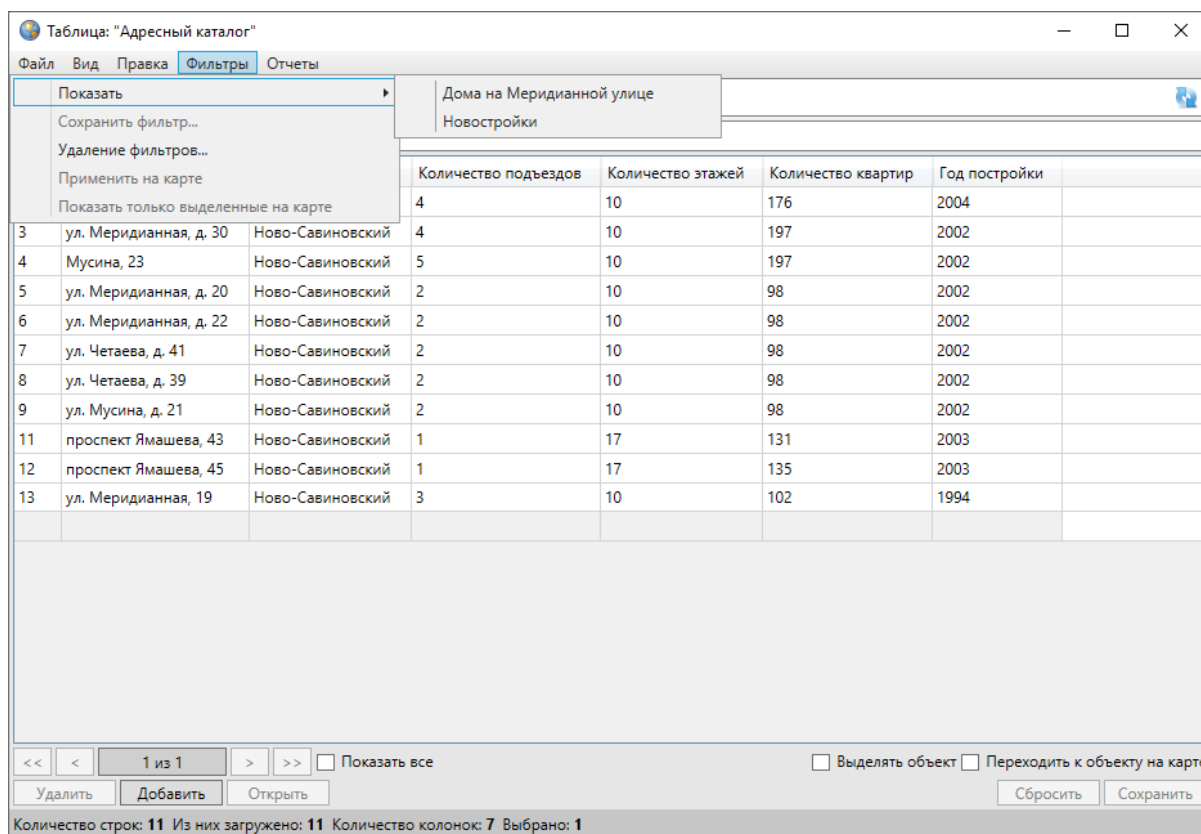 Таблица: "Адресный каталог"
Файл Вид Правка Фильтры Отчеты
Показать
Дома на Меридианной улице
Сохранить фильтр...
Новостройки
Удаление фильтров...
Применить на карте
Показать только выделенные на карте
Количество подъездов Количество этажей Количество квартир Год постройки
4 10 176 2004
3 ул. Меридианная, д. 30 Ново-Савиновский 4 10 197 2002
4 Мусина, 23 Ново-Савиновский 5 10 197 2002
5 ул. Меридианная, д. 20 Ново-Савиновский 2 10 98 2002
6 ул. Меридианная, д. 22 Ново-Савиновский 2 10 98 2002
7 ул. Четаева, д. 41 Ново-Савиновский 2 10 98 2002
8 ул. Четаева, д. 39 Ново-Савиновский 2 10 98 2002
9 ул. Мусина, д. 21 Ново-Савиновский 2 10 98 2002
11 проспект Ямашева, 43 Ново-Савиновский 1 17 131 2003
12 проспект Ямашева, 45 Ново-Савиновский 1 17 135 2003
13 ул. Меридианная, 19 Ново-Савиновский 3 10 102 1994
<< < 1 из 1 > >> Показать все Выделять объект Переходить к объекту на карте
Удалить Добавить Открыть Сбросить Сохранить
Количество строк: 11 Из них загружено: 11 Количество колонок: 7 Выбрано: 1